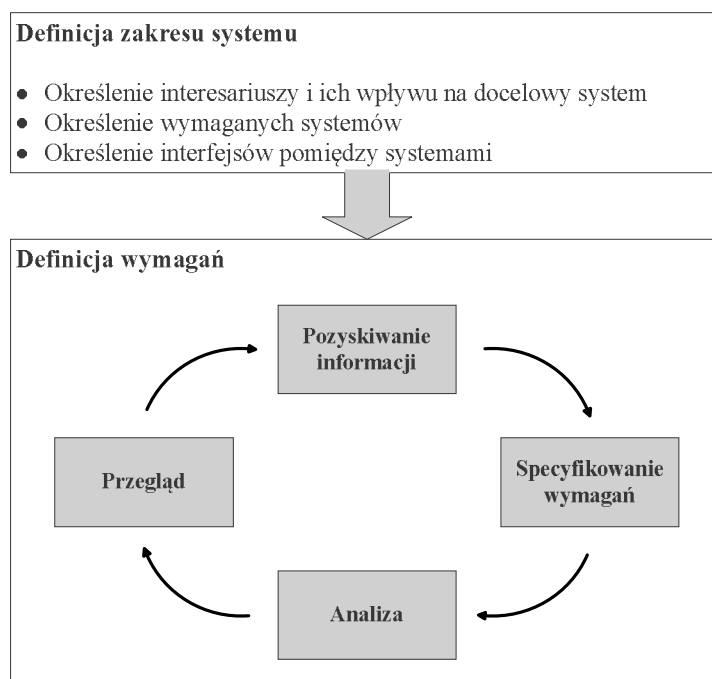 Definicja zakresu systemu
● Określenie interesariuszy i ich wpływu na docelowy system
● Określenie wymaganych systemów
● Określenie interfejsów pomiędzy systemami
Definicja wymagań
Pozyskiwanie
informacji
Specyfikowanie
wymagań
Analiza
Przegląd